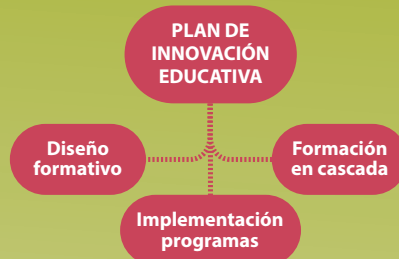 PLAN DE
INNOVACIÓN
EDUCATIVA
Diseño
formativo
Formación
en cascada
Implementación
programas